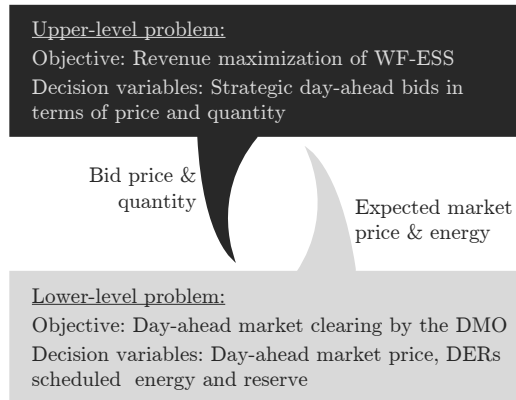 Upper-level problem:
Objective: Revenue maximization of WF-ESS
Decision variables: Strategic day-ahead bids in
terms of price and quantity
Bid price &
quantity
Expected market
price & energy
Lower-level problem:
Objective: Day-ahead market clearing by the DMO
Decision variables: Day-ahead market price, DERs
scheduled energy and reserve